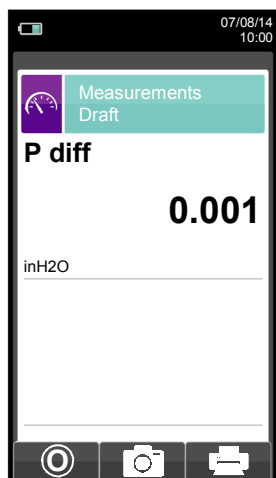 07/08/14
10:00
Measurements
Draft
P diff
0.001
inH2O